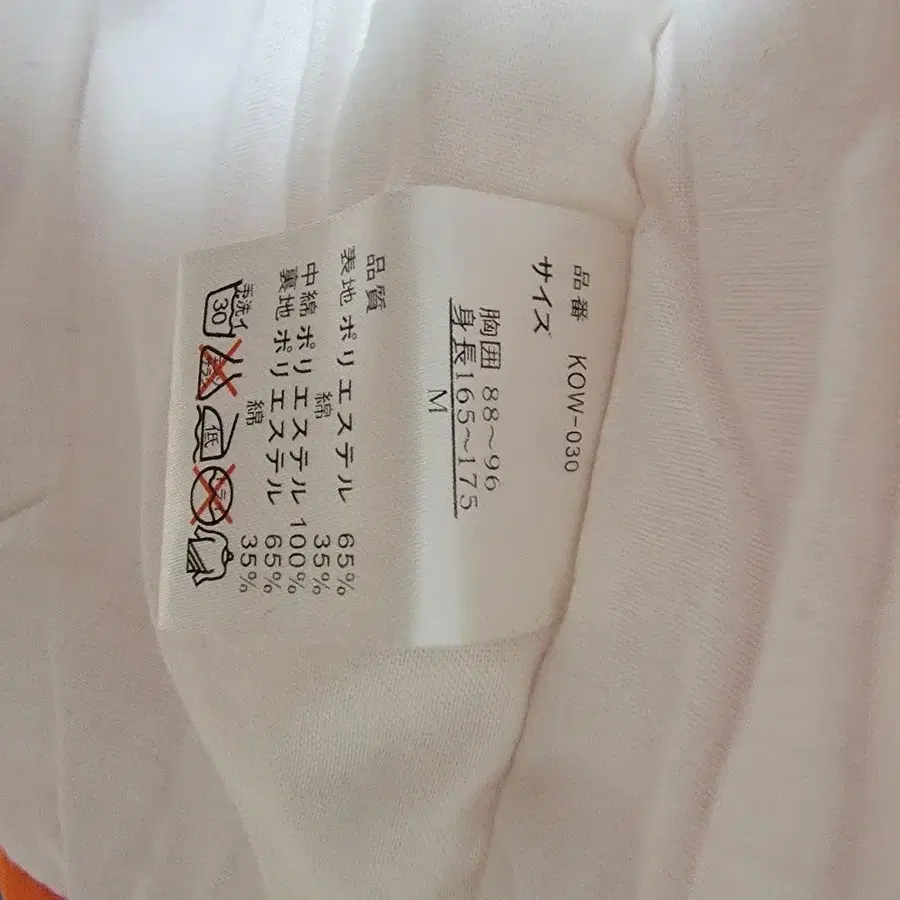 品番 KOW-030
サイズ
胸囲 88～96
身長165～175
M
品質
表地 ポリエステル 65%
綿 35%
中綿 ポリエステル 100%
裏地 ポリエステル 65%
綿 35%
手洗イ
30
低